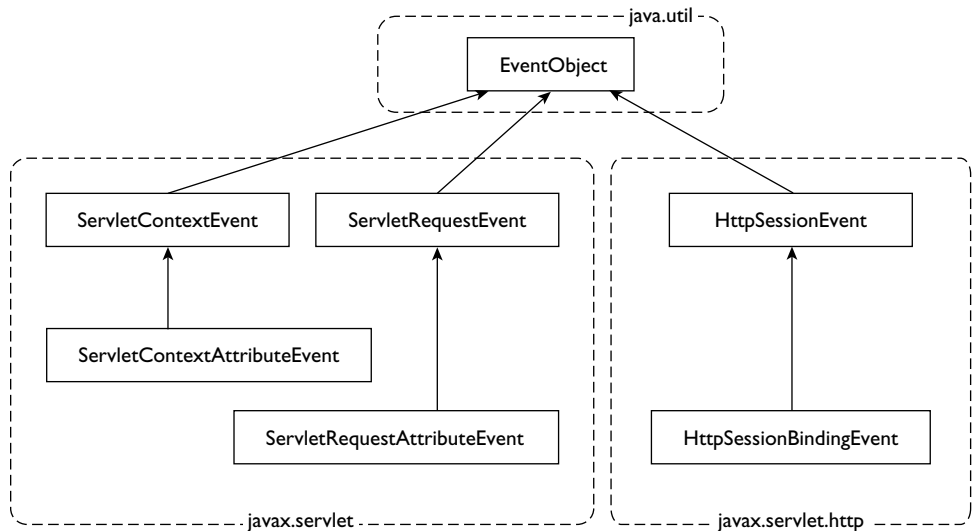 java.util
EventObject
ServletContextEvent
ServletRequestEvent
HttpSessionEvent
ServletContextAttributeEvent
ServletRequestAttributeEvent
HttpSessionBindingEvent
javax.servlet
javax.servlet.http